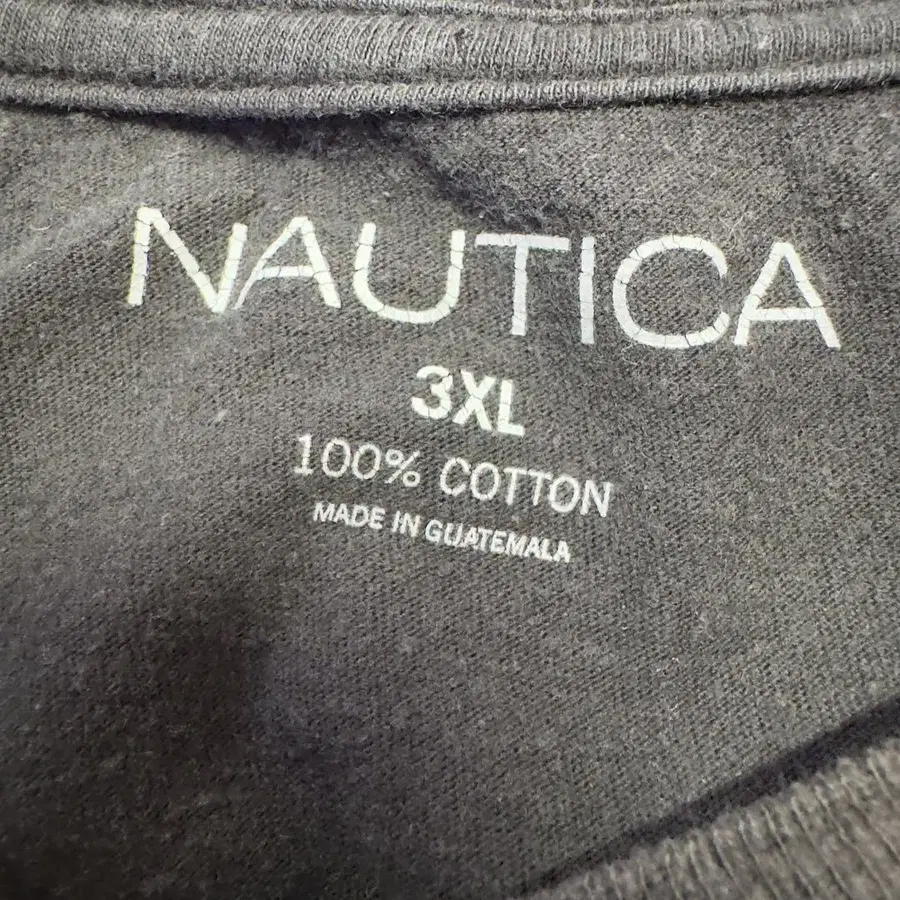 NAUTICA
3XL
100% COTTON
MADE IN GUATEMALA